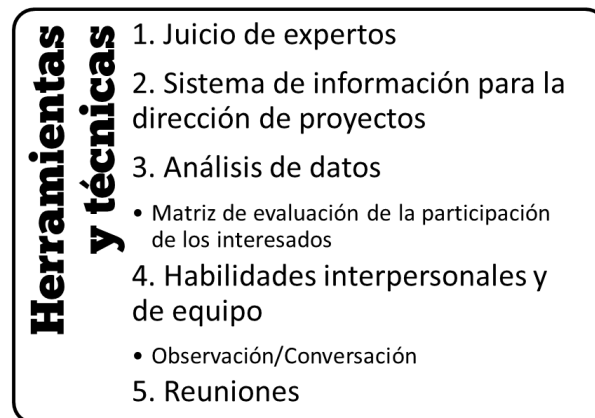 Herramientas
y técnicas
1. Juicio de expertos
2. Sistema de información para la
dirección de proyectos
3. Análisis de datos
• Matriz de evaluación de la participación
de los interesados
4. Habilidades interpersonales y
de equipo
• Observación/Conversación
5. Reuniones